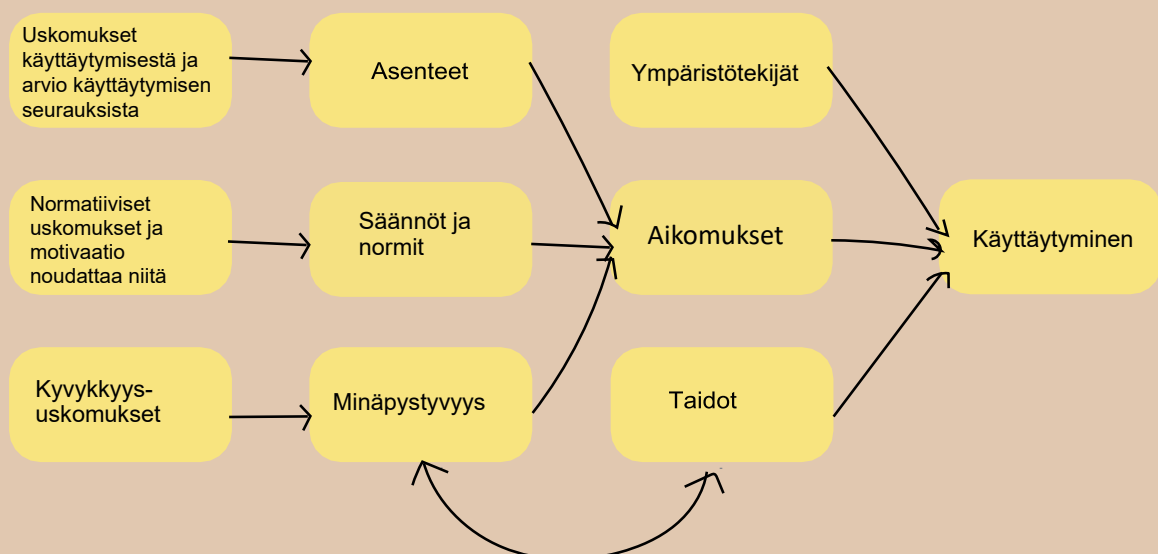 Uskomukset
käyttäytymisestä ja
arvio käyttäytymisen
seurauksista
Asenteet
Ympäristötekijät
Normatiiviset
uskomukset ja
motivaatio
noudattaa niitä
Säännöt ja
normit
Aikomukset
Käyttäytyminen
Kyvykkyys-
uskomukset
Minäpystyvyys
Taidot